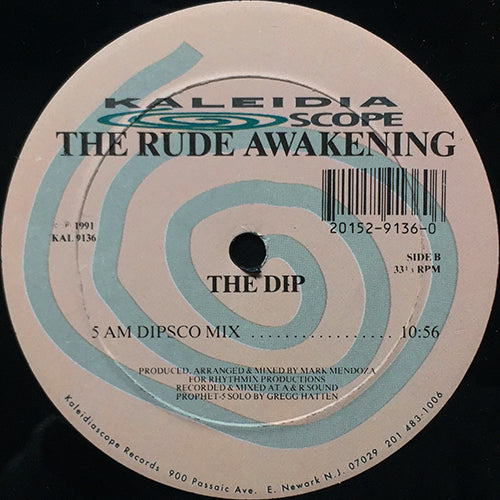 KALEIDIA
SCOPE
THE RUDE AWAKENING
20152-9136-0
© ℗ 1991
KAL 9136
SIDE B
33 1/3 RPM
THE DIP
5 AM DIPSCO MIX ................. 10:56
PRODUCED, ARRANGED & MIXED BY MARK MENDOZA
FOR RHYTHMIX PRODUCTIONS
RECORDED & MIXED AT A & R SOUND
PROPHET-5 SOLO BY GREGG HATTEN
Kaleidiascope Records 900 Passaic Ave. E. Newark N.J. 07029 201 483-1006